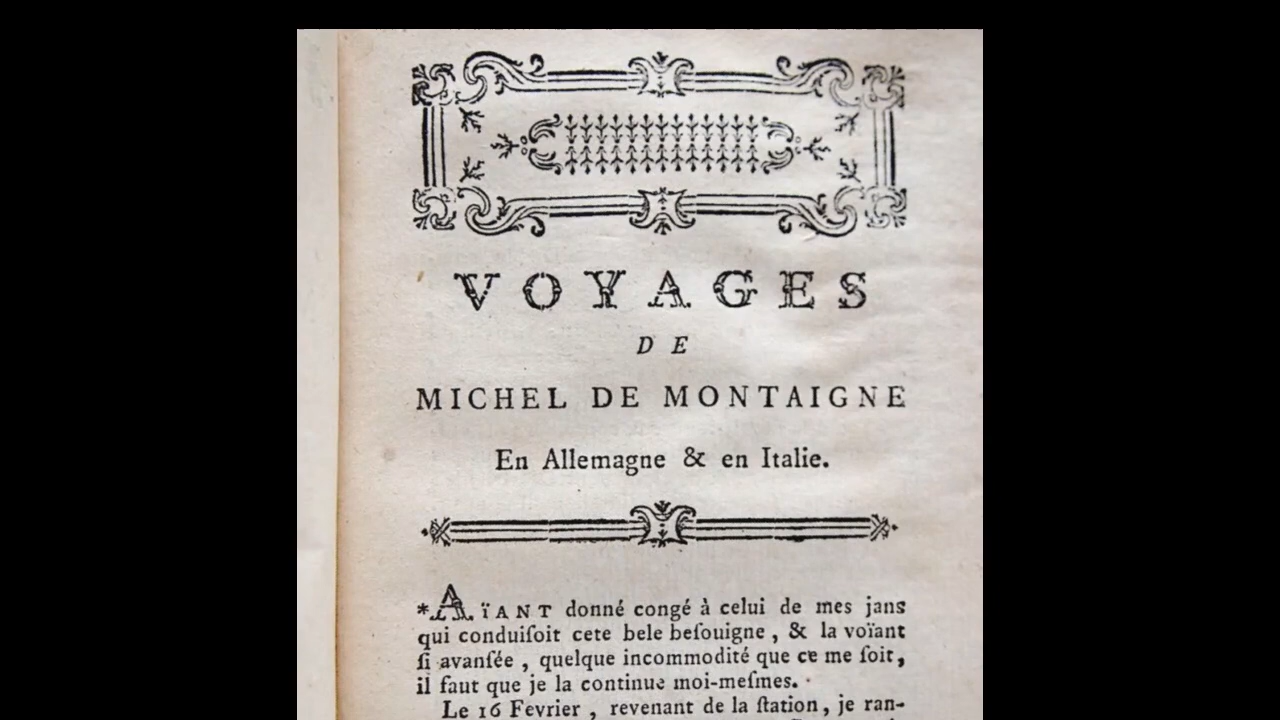 VOYAGES
DE
MICHEL DE MONTAIGNE
En Allemagne & en Italie.
*AÏANT donné congé à celui de mes jans
qui conduiſoit cete bele beſouigne, & la voïant
ſi avanſée, quelque incommodité que ce me ſoit,
il faut que je la continue moi-meſmes.
Le 16 Fevrier, revenant de la ſtation, je ran-